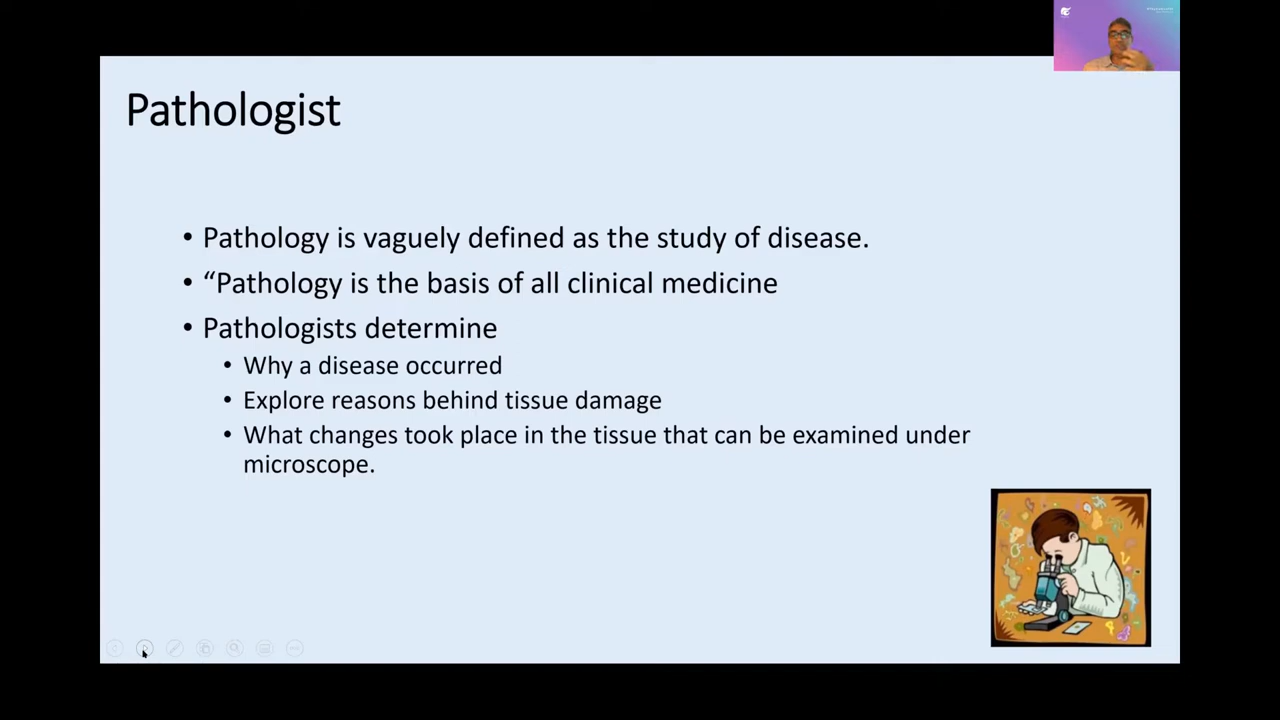 Pathologist
• Pathology is vaguely defined as the study of disease.
• “Pathology is the basis of all clinical medicine
• Pathologists determine
• Why a disease occurred
• Explore reasons behind tissue damage
• What changes took place in the tissue that can be examined under
microscope.